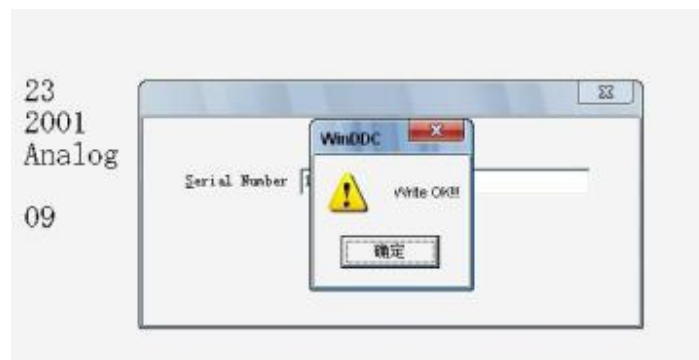 23
2001
Analog
09
WinDDC
Serial Number
Write OK!!!
确定